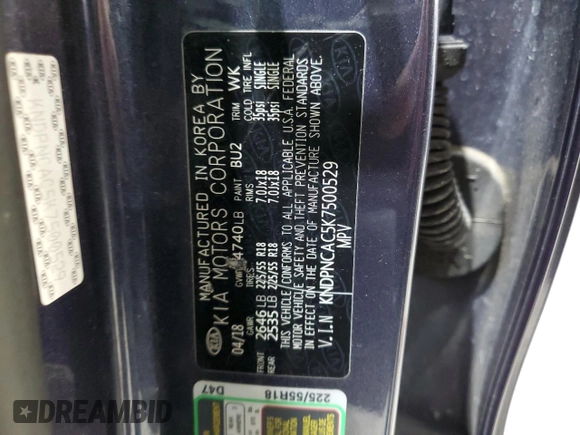 MANUFACTURED IN KOREA BY
KIA MOTORS CORPORATION
04/18 GVWR 4740LB PAINT BU2 TRIM WK
GAWR TIRES RIMS COLD TIRE INFL
FRONT 2646LB 225/55 R18 7.0JX18 35psi SINGLE
REAR 2535LB 225/55 R18 7.0JX18 35psi SINGLE
THIS VEHICLE CONFORMS TO ALL APPLICABLE U.S.A. FEDERAL
MOTOR VEHICLE SAFETY AND THEFT PREVENTION STANDARDS
IN EFFECT ON THE DATE OF MANUFACTURE SHOWN ABOVE.
V.I.N KNDPNCAC5K7500529
MPV
KIA
225/55R18
D47
DREAMBID